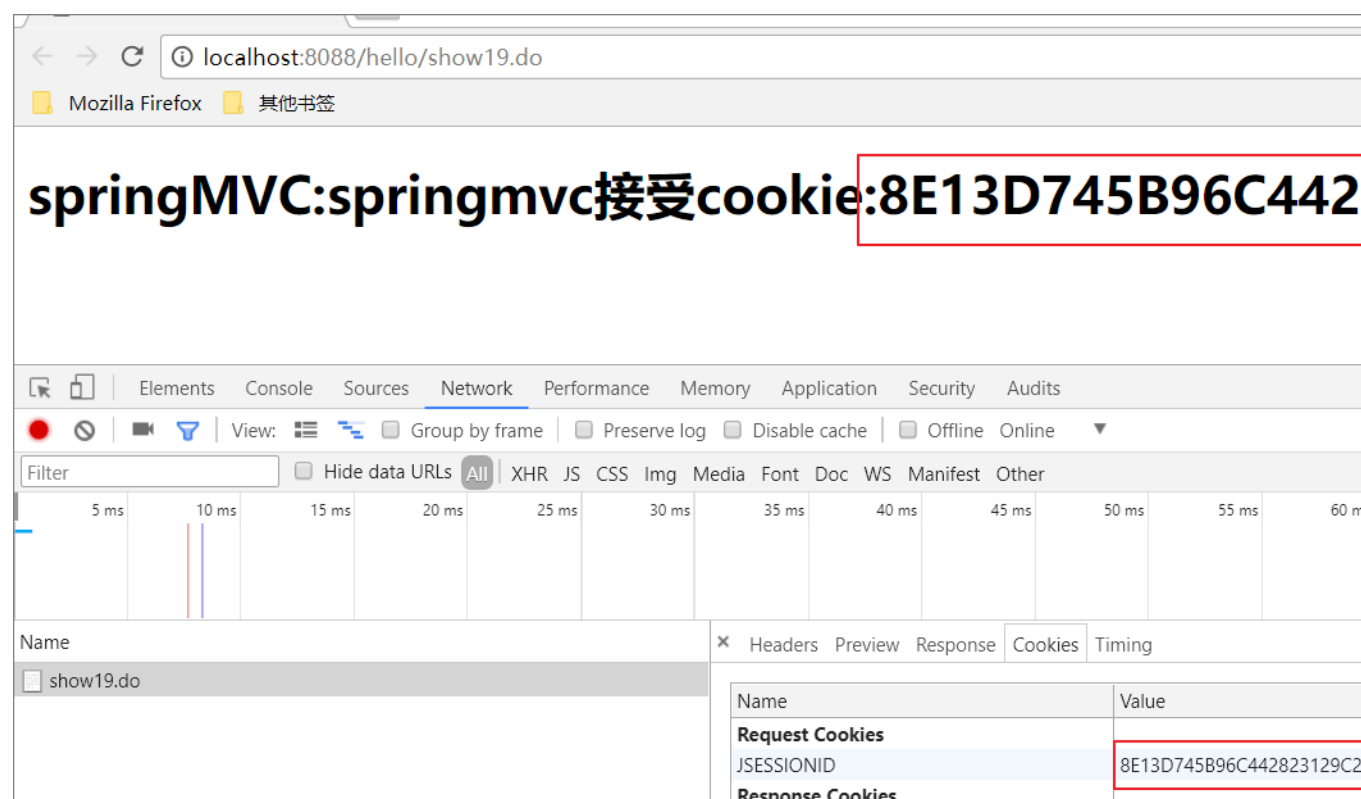 localhost:8088/hello/show19.do
Mozilla Firefox 其他书签
springMVC:springmvc接受cookie:8E13D745B96C442
Elements Console Sources Network Performance Memory Application Security Audits
View: Group by frame Preserve log Disable cache Offline Online
Filter Hide data URLs All XHR JS CSS Img Media Font Doc WS Manifest Other
5 ms 10 ms 15 ms 20 ms 25 ms 30 ms 35 ms 40 ms 45 ms 50 ms 55 ms 60 m
Name
× Headers Preview Response Cookies Timing
show19.do
Name Value
Request Cookies
JSESSIONID 8E13D745B96C442823129C2
Response Cookies